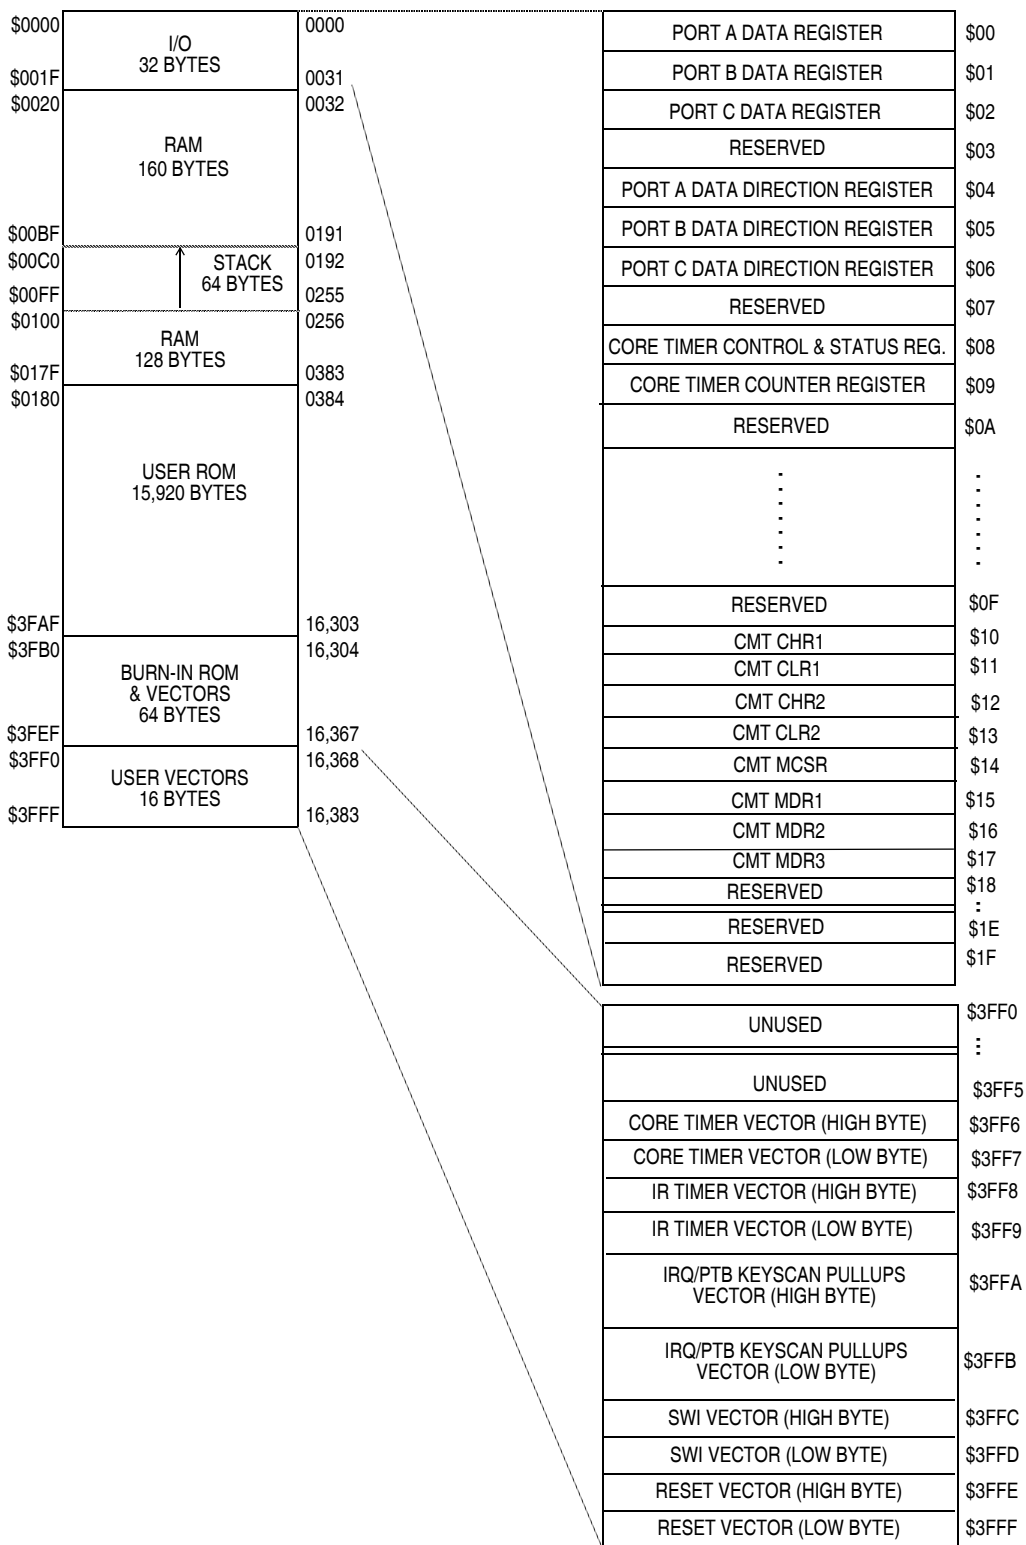 $0000
0000
I/O
32 BYTES
$001F
0031
$0020
0032
RAM
160 BYTES
$00BF
0191
$00C0
0192
STACK
64 BYTES
$00FF
0255
$0100
0256
RAM
128 BYTES
$017F
0383
$0180
0384
USER ROM
15,920 BYTES
$3FAF
16,303
$3FB0
16,304
BURN-IN ROM
& VECTORS
64 BYTES
$3FEF
16,367
$3FF0
16,368
USER VECTORS
16 BYTES
$3FFF
16,383
PORT A DATA REGISTER $00
PORT B DATA REGISTER $01
PORT C DATA REGISTER $02
RESERVED $03
PORT A DATA DIRECTION REGISTER $04
PORT B DATA DIRECTION REGISTER $05
PORT C DATA DIRECTION REGISTER $06
RESERVED $07
CORE TIMER CONTROL & STATUS REG. $08
CORE TIMER COUNTER REGISTER $09
RESERVED $0A
RESERVED $0F
CMT CHR1 $10
CMT CLR1 $11
CMT CHR2 $12
CMT CLR2 $13
CMT MCSR $14
CMT MDR1 $15
CMT MDR2 $16
CMT MDR3 $17
RESERVED $18
RESERVED $1E
RESERVED $1F
UNUSED $3FF0
UNUSED $3FF5
CORE TIMER VECTOR (HIGH BYTE) $3FF6
CORE TIMER VECTOR (LOW BYTE) $3FF7
IR TIMER VECTOR (HIGH BYTE) $3FF8
IR TIMER VECTOR (LOW BYTE) $3FF9
IRQ/PTB KEYSCAN PULLUPS
VECTOR (HIGH BYTE) $3FFA
IRQ/PTB KEYSCAN PULLUPS
VECTOR (LOW BYTE) $3FFB
SWI VECTOR (HIGH BYTE) $3FFC
SWI VECTOR (LOW BYTE) $3FFD
RESET VECTOR (HIGH BYTE) $3FFE
RESET VECTOR (LOW BYTE) $3FFF